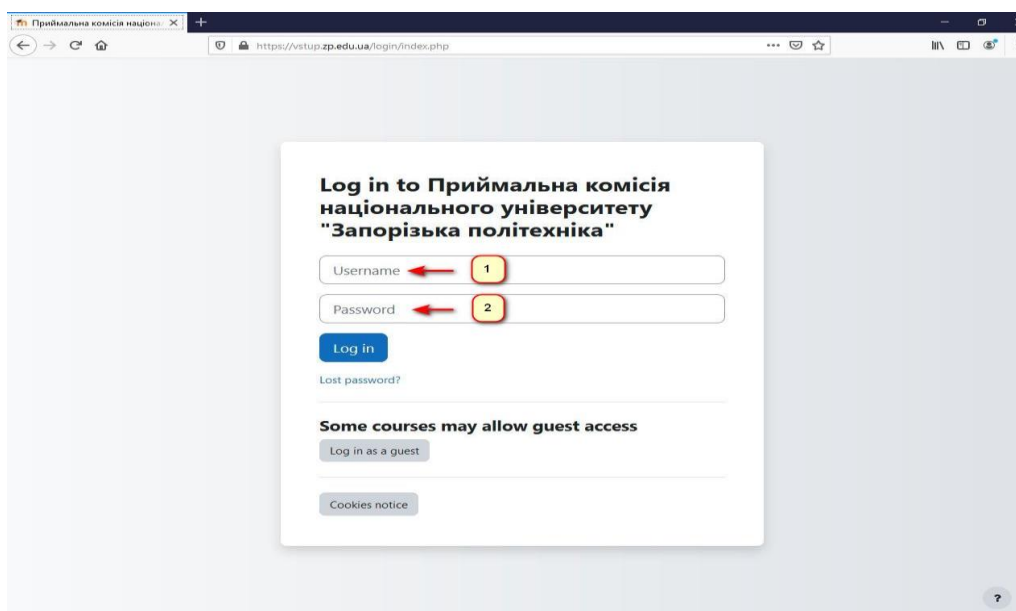 Приймальна комісія націона
https://vstup.zp.edu.ua/login/index.php
Log in to Приймальна комісія
національного університету
"Запорізька політехніка"
Username
1
Password
2
Log in
Lost password?
Some courses may allow guest access
Log in as a guest
Cookies notice
?